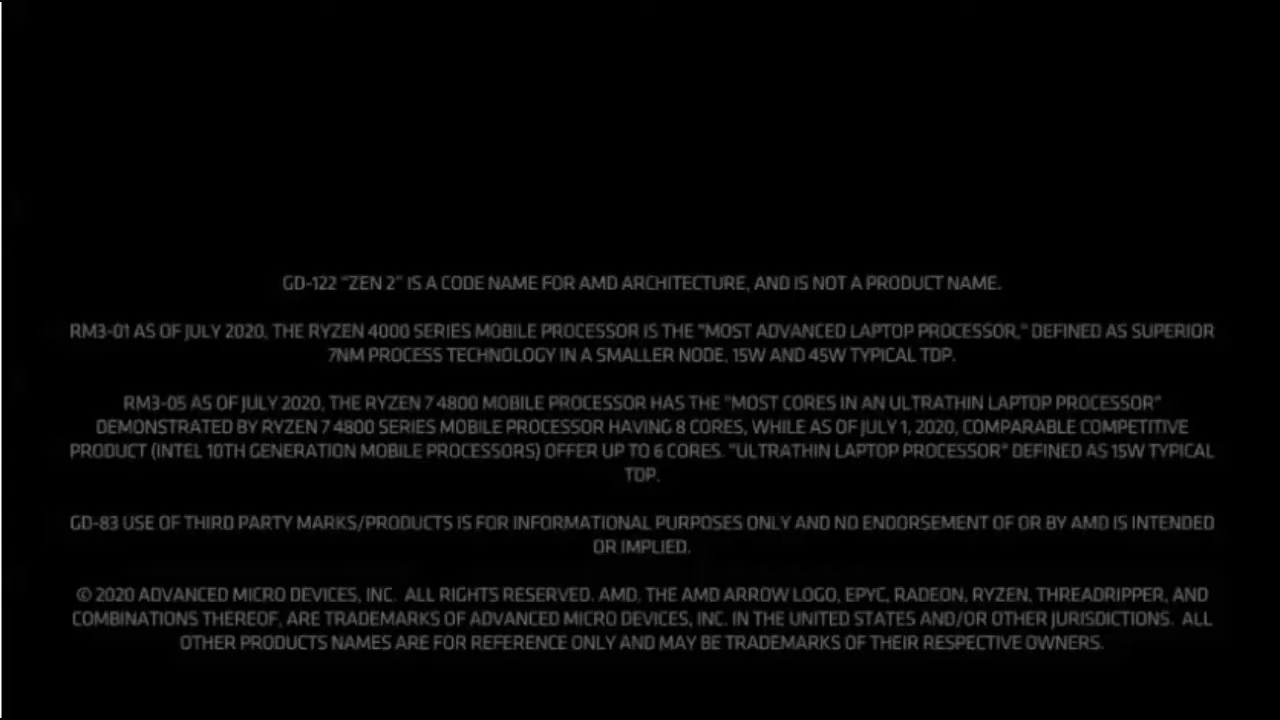 GD-122 "ZEN 2" IS A CODE NAME FOR AMD ARCHITECTURE, AND IS NOT A PRODUCT NAME.
RM3-01 AS OF JULY 2020, THE RYZEN 4000 SERIES MOBILE PROCESSOR IS THE "MOST ADVANCED LAPTOP PROCESSOR," DEFINED AS SUPERIOR
7NM PROCESS TECHNOLOGY IN A SMALLER NODE, 15W AND 45W TYPICAL TDP.
RM3-05 AS OF JULY 2020, THE RYZEN 7 4800 MOBILE PROCESSOR HAS THE "MOST CORES IN AN ULTRATHIN LAPTOP PROCESSOR"
DEMONSTRATED BY RYZEN 7 4800 SERIES MOBILE PROCESSOR HAVING 8 CORES, WHILE AS OF JULY 1, 2020, COMPARABLE COMPETITIVE
PRODUCT (INTEL 10TH GENERATION MOBILE PROCESSORS) OFFER UP TO 6 CORES. "ULTRATHIN LAPTOP PROCESSOR" DEFINED AS 15W TYPICAL
TDP.
GD-83 USE OF THIRD PARTY MARKS/PRODUCTS IS FOR INFORMATIONAL PURPOSES ONLY AND NO ENDORSEMENT OF OR BY AMD IS INTENDED
OR IMPLIED.
© 2020 ADVANCED MICRO DEVICES, INC.  ALL RIGHTS RESERVED. AMD, THE AMD ARROW LOGO, EPYC, RADEON, RYZEN, THREADRIPPER, AND
COMBINATIONS THEREOF, ARE TRADEMARKS OF ADVANCED MICRO DEVICES, INC. IN THE UNITED STATES AND/OR OTHER JURISDICTIONS.  ALL
OTHER PRODUCTS NAMES ARE FOR REFERENCE ONLY AND MAY BE TRADEMARKS OF THEIR RESPECTIVE OWNERS.